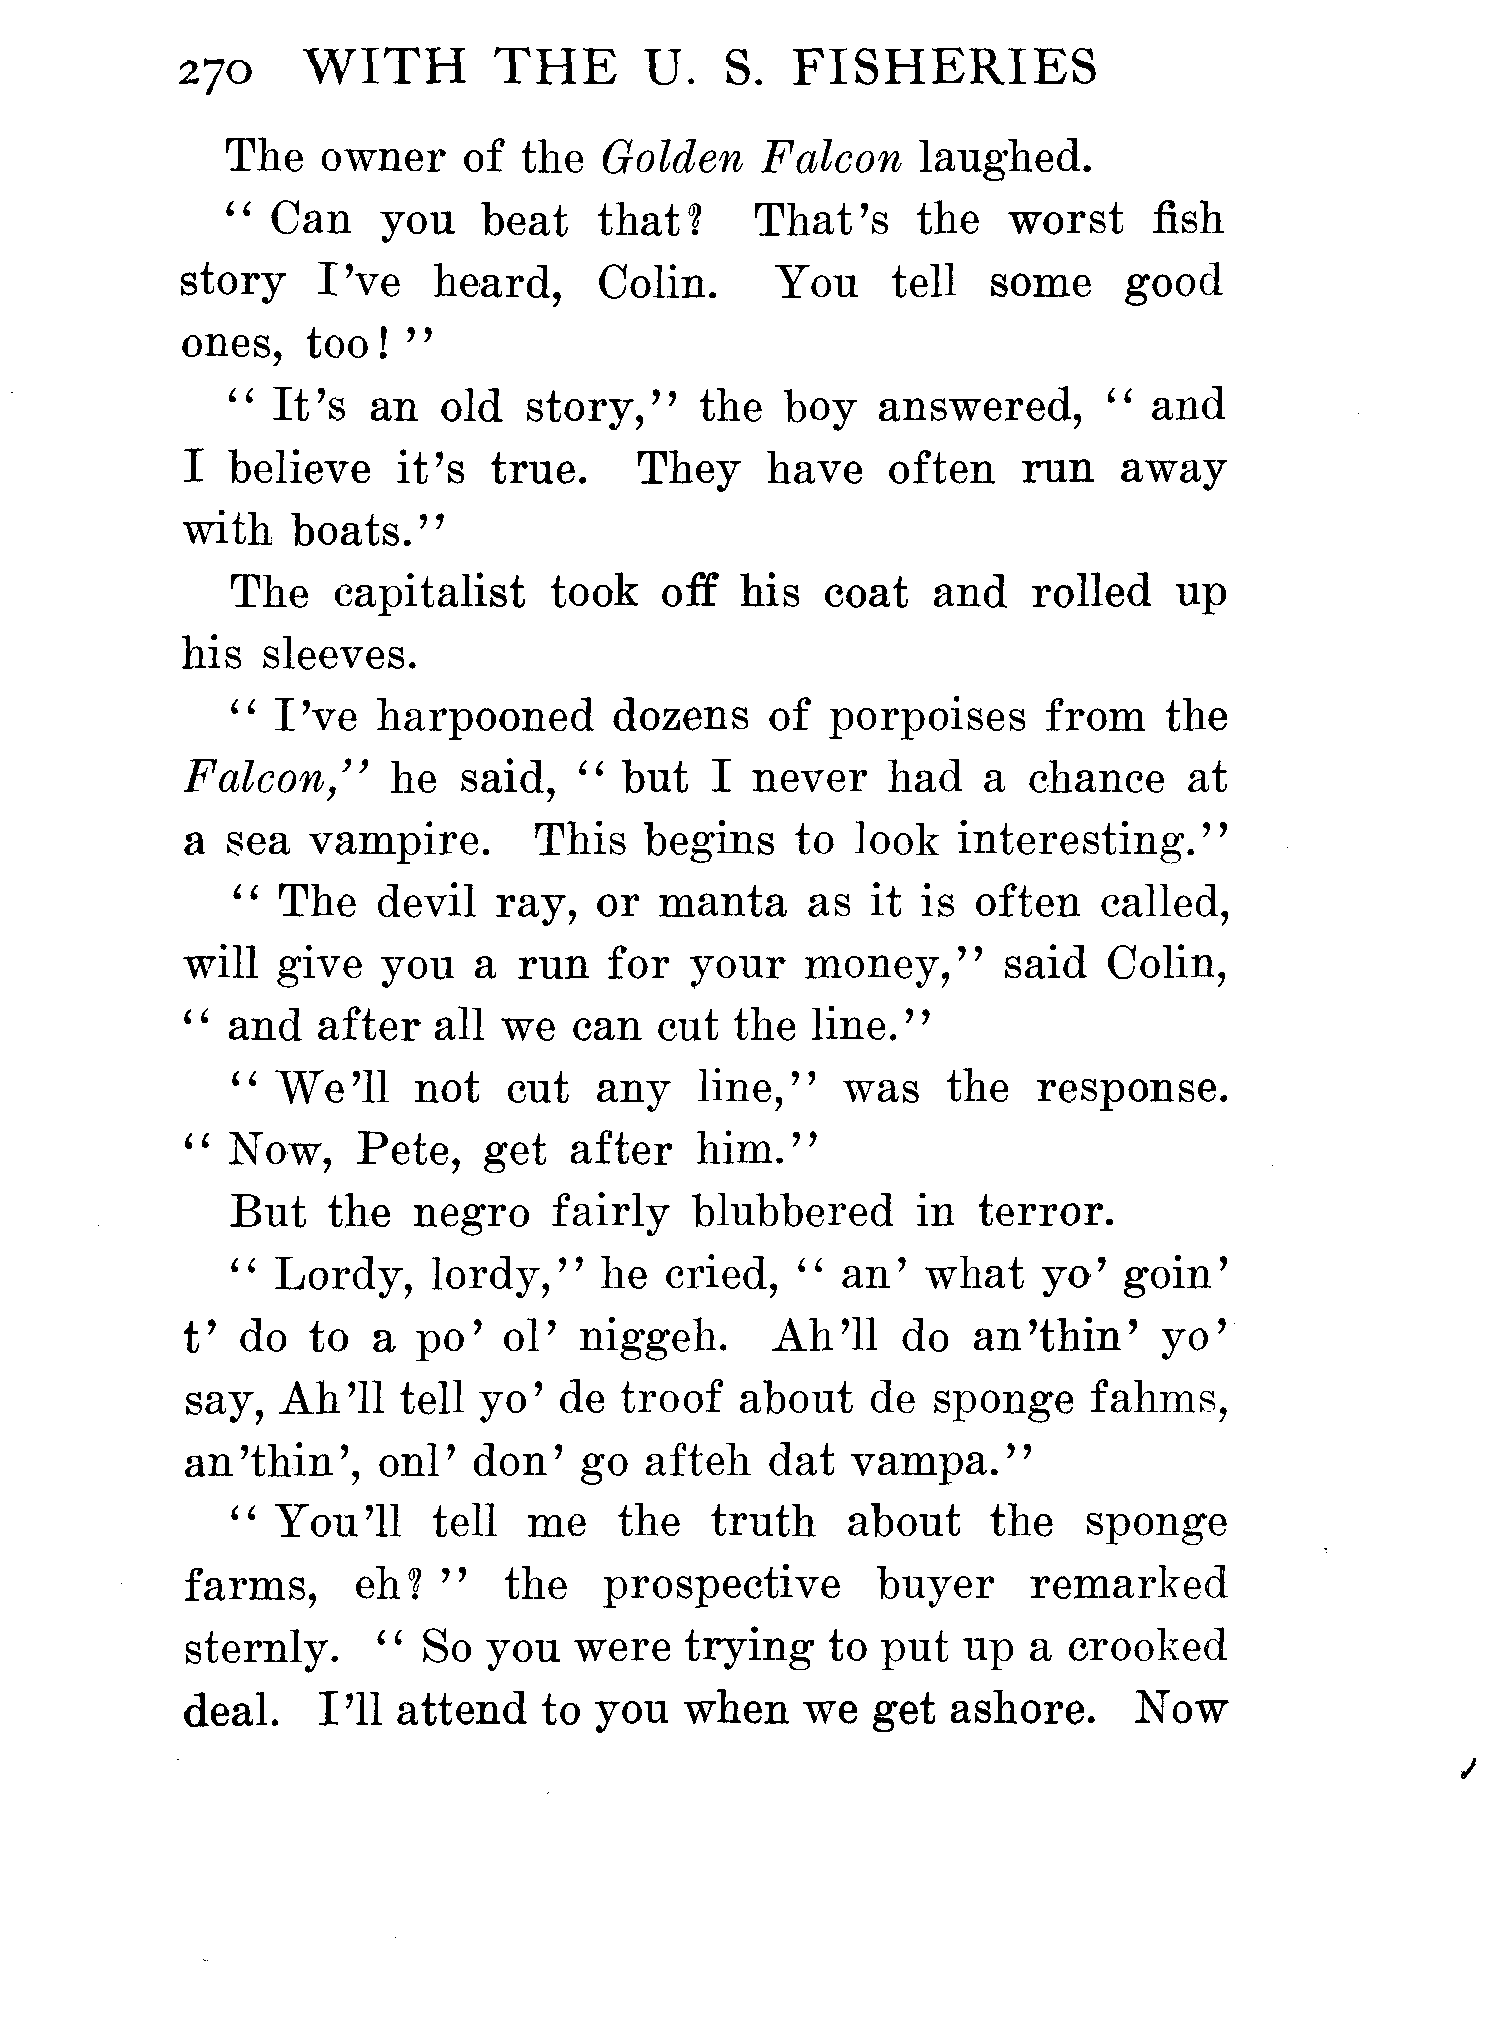 270 WITH THE U. S. FISHERIES
The owner of the Golden Falcon laughed.
“ Can you beat that? That’s the worst fish
story I’ve heard, Colin. You tell some good
ones, too! ”
“ It’s an old story,” the boy answered, “ and
I believe it’s true. They have often run away
with boats.”
The capitalist took off his coat and rolled up
his sleeves.
“ I’ve harpooned dozens of porpoises from the
Falcon,” he said, “ but I never had a chance at
a sea vampire. This begins to look interesting.”
“ The devil ray, or manta as it is often called,
will give you a run for your money,” said Colin,
“ and after all we can cut the line.”
“ We’ll not cut any line,” was the response.
“ Now, Pete, get after him.”
But the negro fairly blubbered in terror.
“ Lordy, lordy,” he cried, “ an’ what yo’ goin’
t’ do to a po’ ol’ niggeh. Ah’ll do an’thin’ yo’
say, Ah’ll tell yo’ de troof about de sponge fahms,
an’thin’, onl’ don’ go afteh dat vampa.”
“ You’ll tell me the truth about the sponge
farms, eh? ” the prospective buyer remarked
sternly. “ So you were trying to put up a crooked
deal. I’ll attend to you when we get ashore. Now